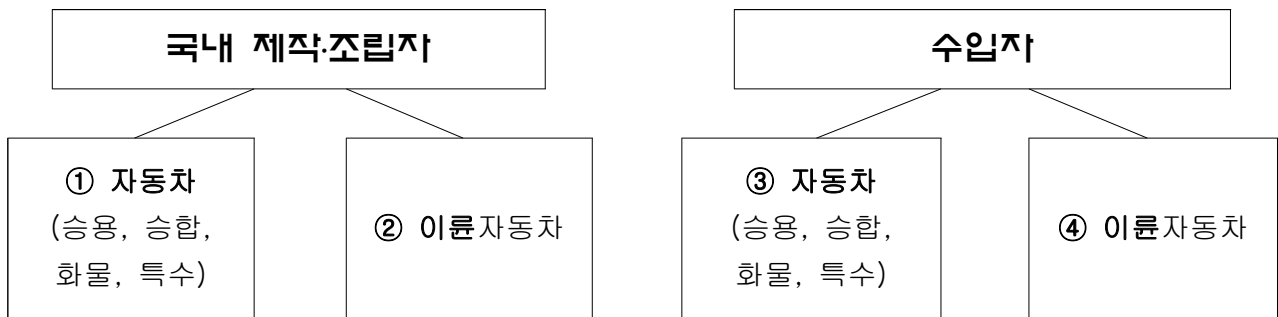 국내 제작·조립자
① 자동차
(승용, 승합,
화물, 특수)
② 이륜자동차
수입자
③ 자동차
(승용, 승합,
화물, 특수)
④ 이륜자동차